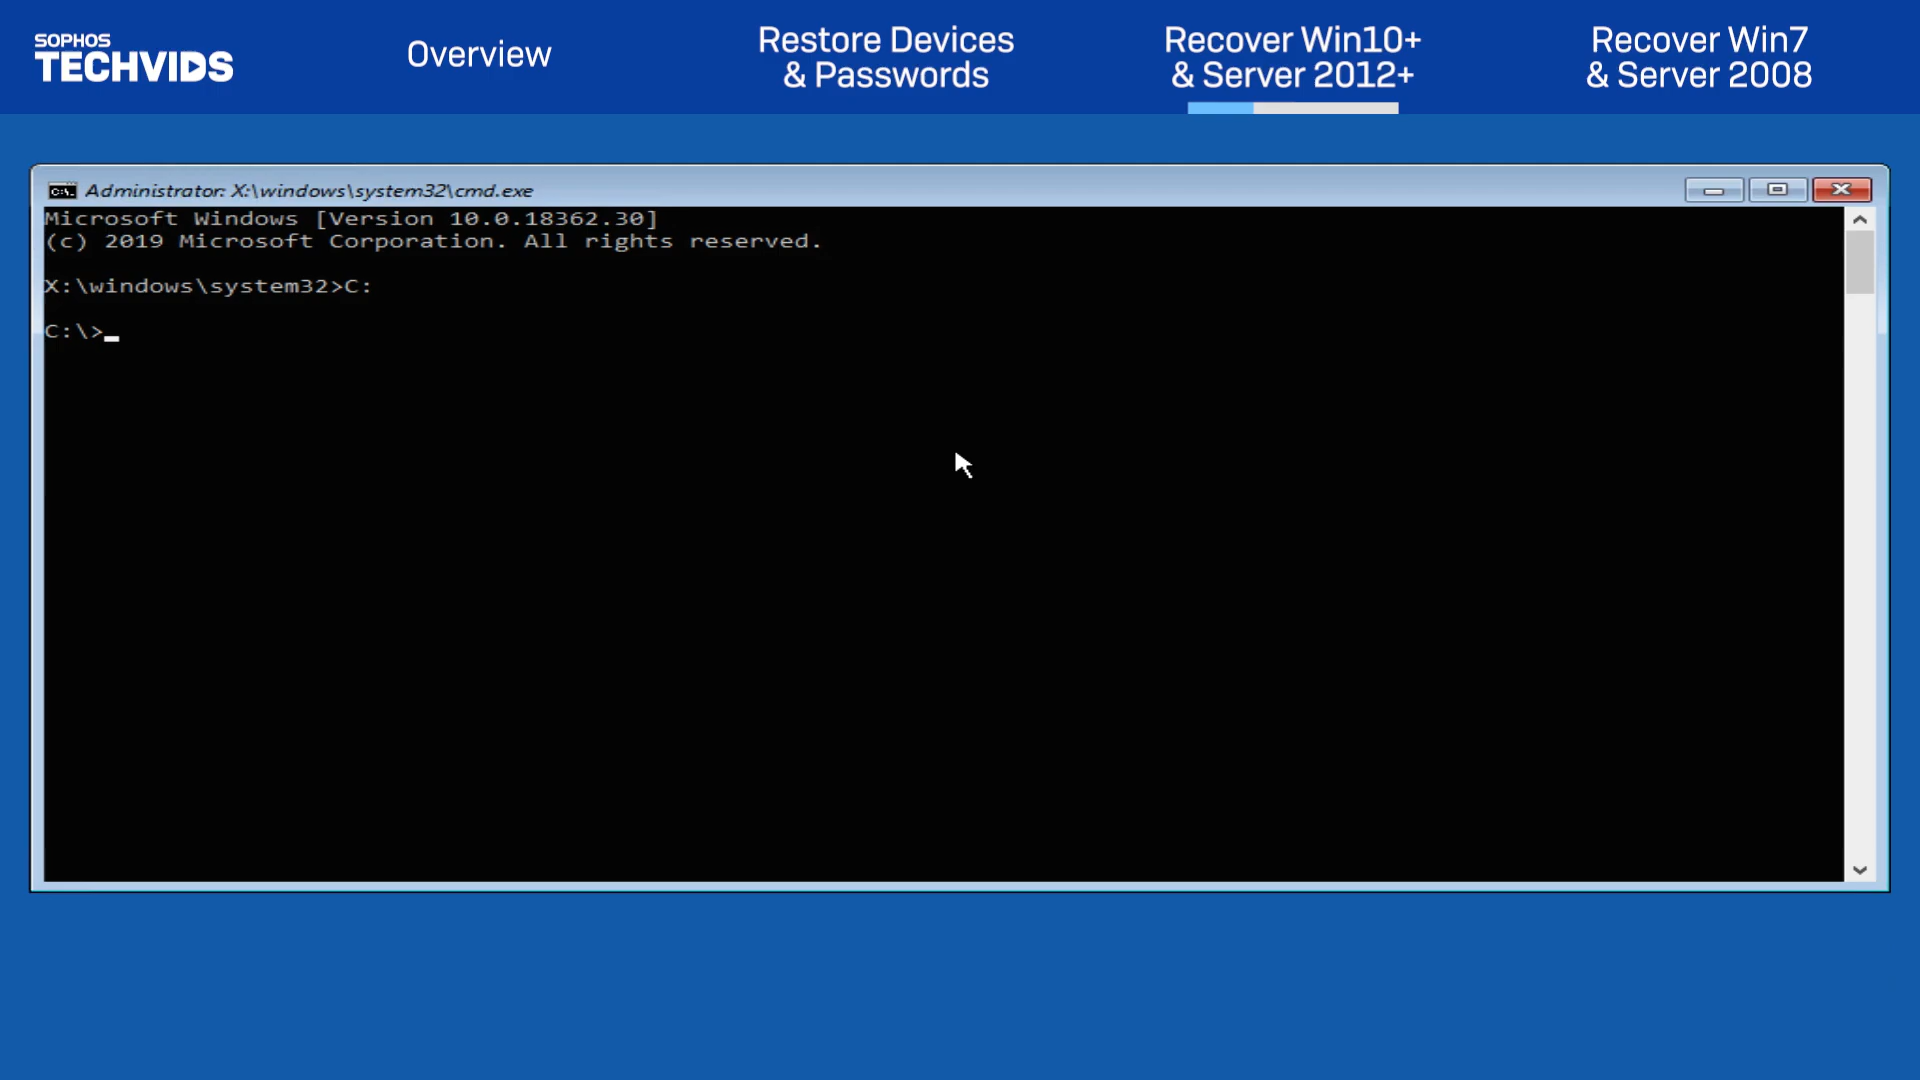 SOPHOS
TECHVIDS
Overview
Restore Devices
& Passwords
Recover Win10+
& Server 2012+
Recover Win7
& Server 2008
C:\. Administrator: X:\windows\system32\cmd.exe
Microsoft Windows [Version 10.0.18362.30]
(c) 2019 Microsoft Corporation. All rights reserved.
X:\windows\system32>C:
C:\>_